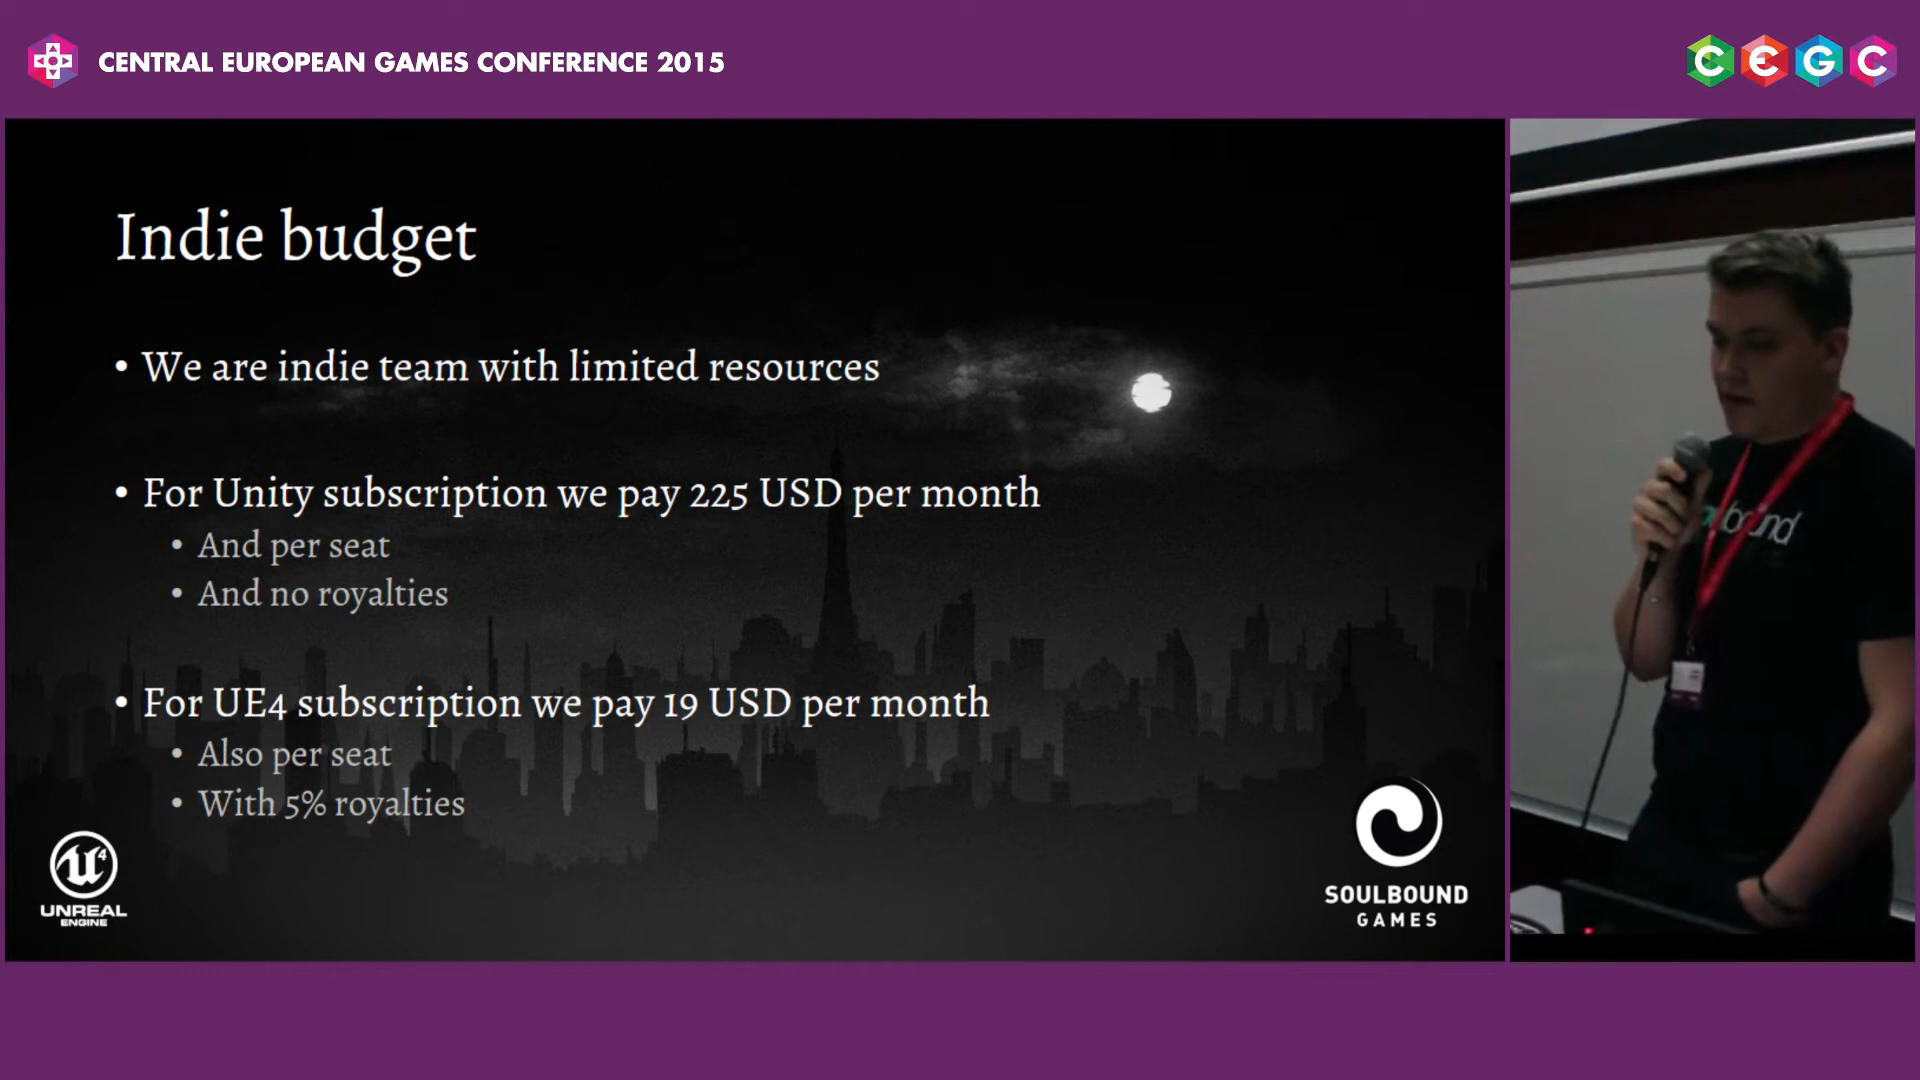 CENTRAL EUROPEAN GAMES CONFERENCE 2015
C E G C
Indie budget
• We are indie team with limited resources
• For Unity subscription we pay 225 USD per month
• And per seat
• And no royalties
• For UE4 subscription we pay 19 USD per month
• Also per seat
• With 5% royalties
U4
UNREAL
ENGINE
SOULBOUND
GAMES